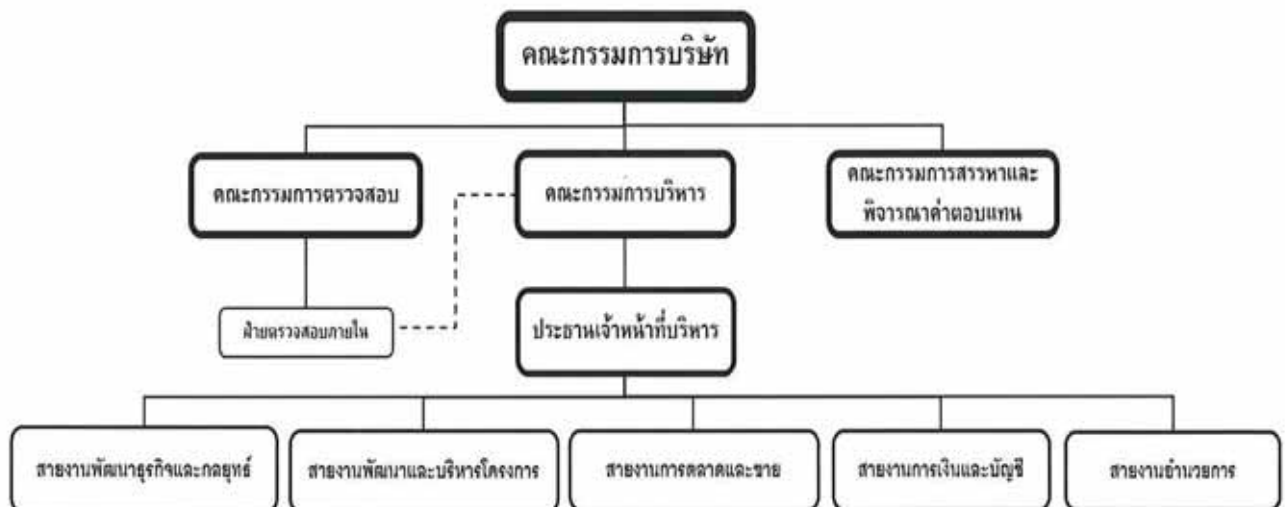 คณะกรรมการบริษัท
คณะกรรมการตรวจสอบ
คณะกรรมการบริหาร
คณะกรรมการสรรหาและ
พิจารณาค่าตอบแทน
ฝ่ายตรวจสอบภายใน
ประธานเจ้าหน้าที่บริหาร
สายงานพัฒนาธุรกิจและกลยุทธ์
สายงานพัฒนาและบริหารโครงการ
สายงานการตลาดและขาย
สายงานการเงินและบัญชี
สายงานอำนวยการ